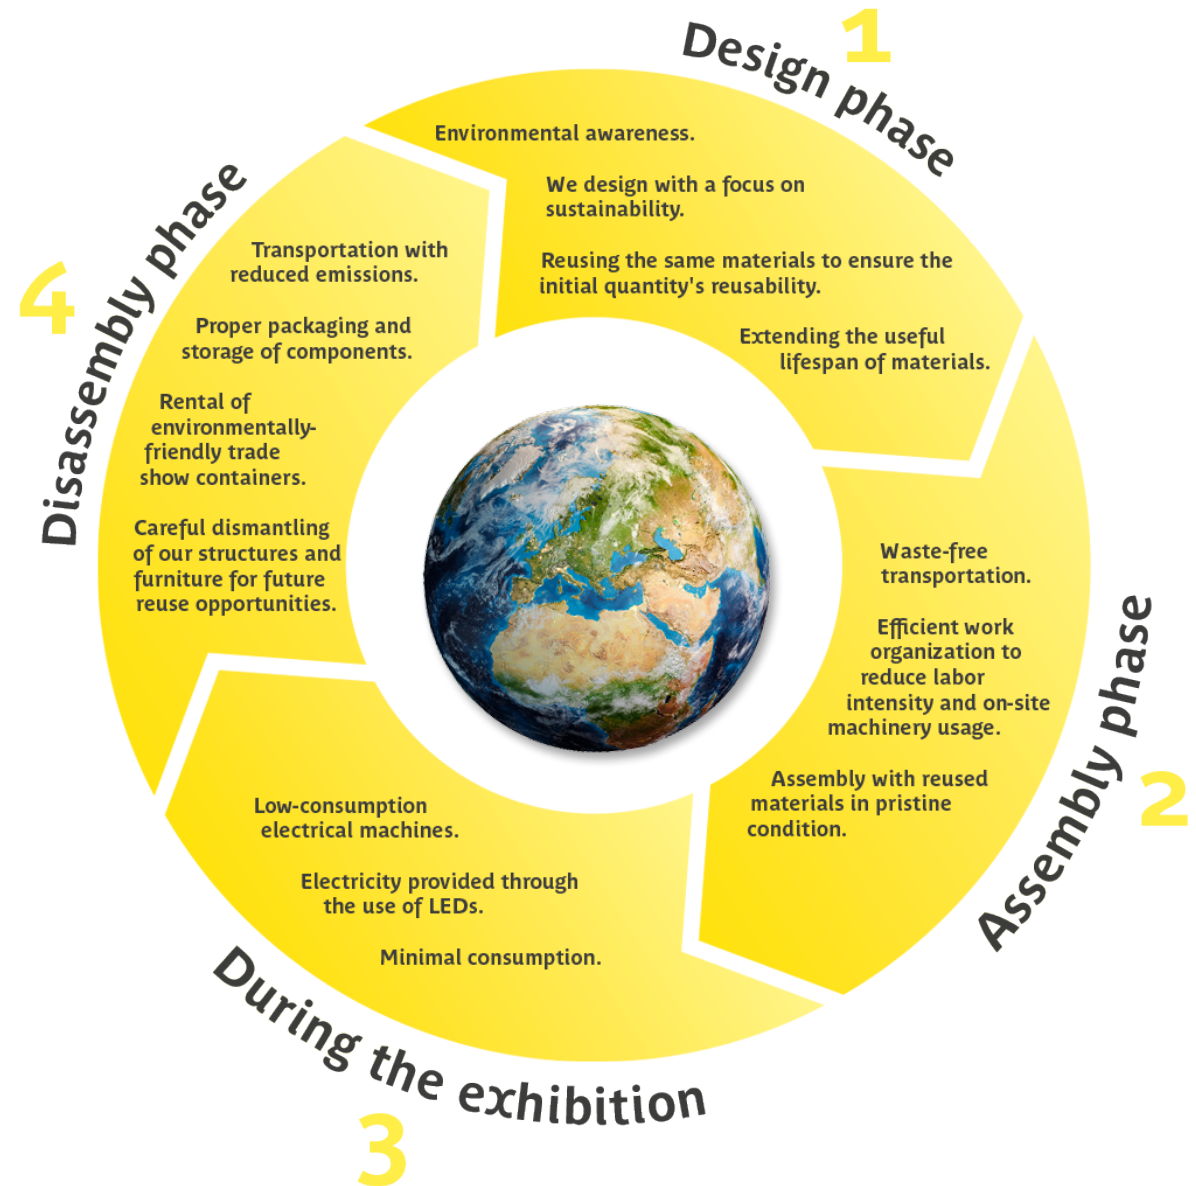 1
Design phase
Environmental awareness.
We design with a focus on
sustainability.
Reusing the same materials to ensure the
initial quantity's reusability.
Extending the useful
lifespan of materials.
2
Assembly phase
Waste-free
transportation.
Efficient work
organization to
reduce labor
intensity and on-site
machinery usage.
Assembly with reused
materials in pristine
condition.
3
During the exhibition
Low-consumption
electrical machines.
Electricity provided through
the use of LEDs.
Minimal consumption.
4
Disassembly phase
Transportation with
reduced emissions.
Proper packaging and
storage of components.
Rental of
environmentally-
friendly trade
show containers.
Careful dismantling
of our structures and
furniture for future
reuse opportunities.